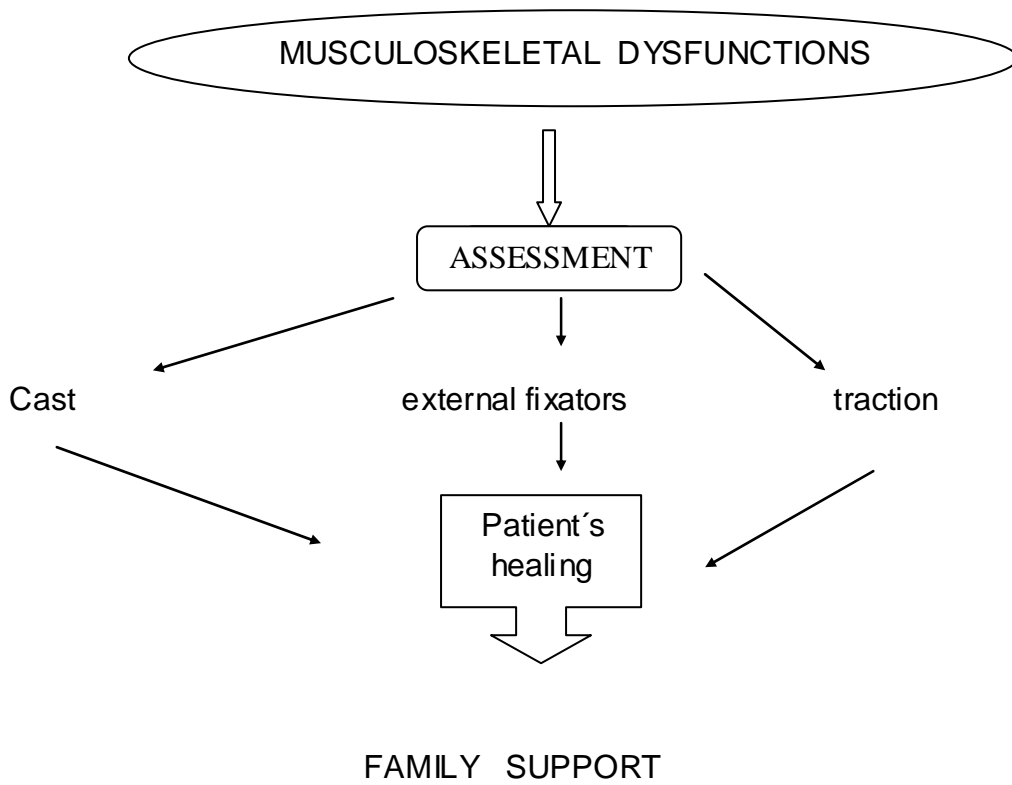 MUSCULOSKELETAL DYSFUNCTIONS
ASSESSMENT
Cast
external fixators
traction
Patient´s
healing
FAMILY SUPPORT